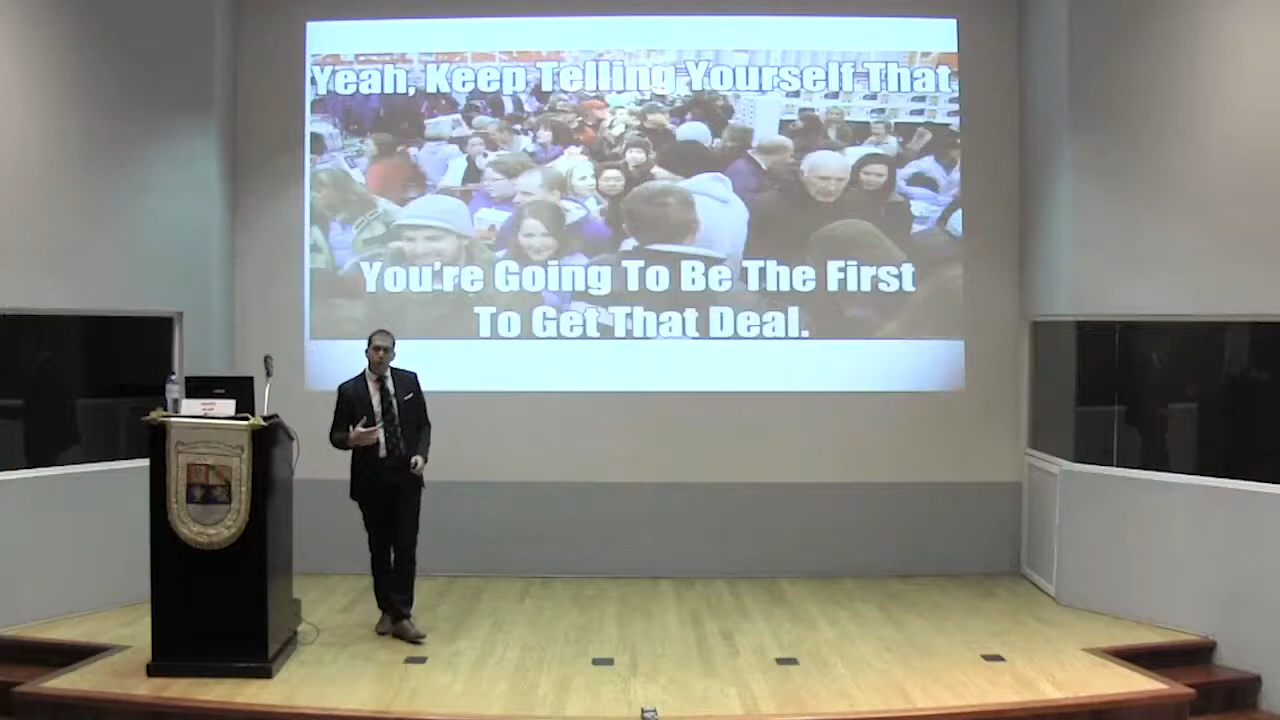 Yeah, Keep Telling Yourself That
You're Going To Be The First
To Get That Deal.